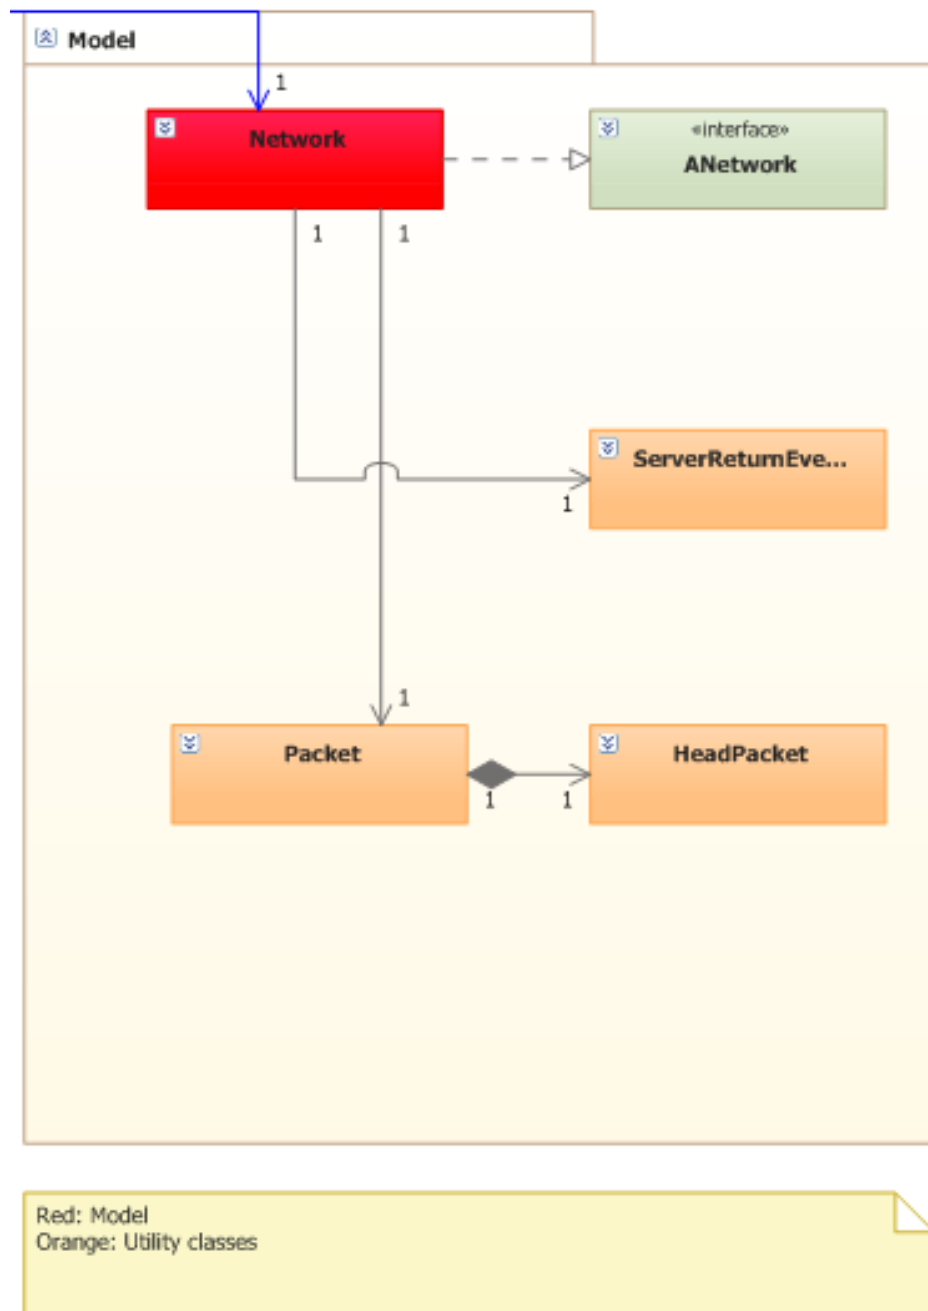 Model
1
Network
«interface»
ANetwork
1
1
ServerReturnEve...
1
1
Packet
HeadPacket
1
1
Red: Model
Orange: Utility classes